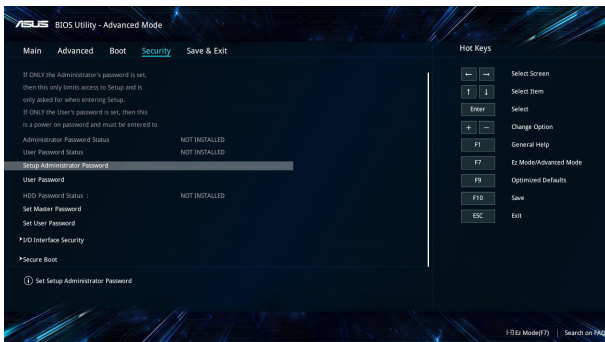 ASUS BIOS Utility - Advanced Mode
Main Advanced Boot Security Save & Exit
If ONLY the Administrator's password is set,
then this only limits access to Setup and is
only asked for when entering Setup.
If ONLY the User's password is set, then this
is a power on password and must be entered to
Administrator Password Status NOT INSTALLED
User Password Status NOT INSTALLED
Setup Administrator Password
User Password
HDD Password Status : NOT INSTALLED
Set Master Password
Set User Password
I/O Interface Security
Secure Boot
Set Setup Administrator Password
Hot Keys
← → Select Screen
↑ ↓ Select Item
Enter Select
+ − Change Option
F1 General Help
F7 Ez Mode/Advanced Mode
F9 Optimized Defaults
F10 Save
ESC Exit
Ez Mode(F7) | Search on FAQ